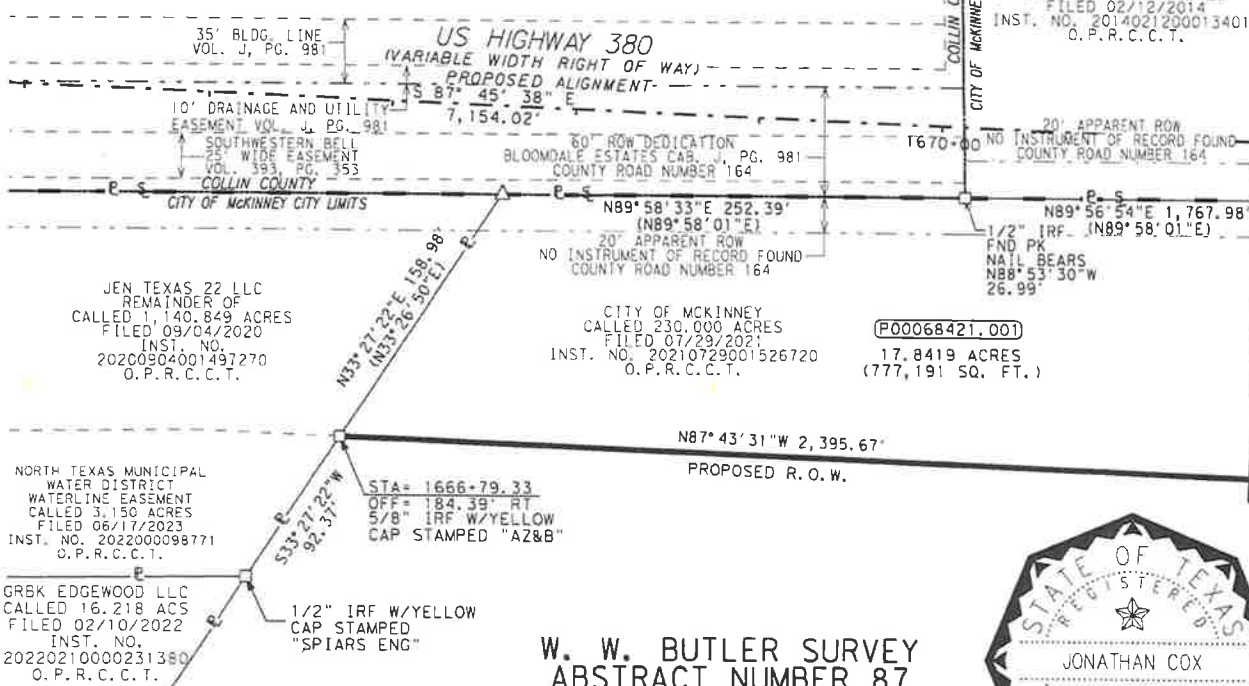 35' BLDG. LINE
VOL. J, PG. 981
US HIGHWAY 380
(VARIABLE WIDTH RIGHT OF WAY)
PROPOSED ALIGNMENT
S 87° 45' 38" E
7,154.02'
COLLIN C
CITY OF McKINNE
FILED 02/12/2014
INST. NO. 20140212000013401
O.P.R.C.C.T.
10' DRAINAGE AND UTILITY
EASEMENT VOL. J, PG. 981
SOUTHWESTERN BELL
25' WIDE EASEMENT
VOL. 393, PG. 353
COLLIN COUNTY
CITY OF McKINNEY CITY LIMITS
60' ROW DEDICATION
BLOOMDALE ESTATES CAB. J, PG. 981
COUNTY ROAD NUMBER 164
1670+00
20' APPARENT ROW
NO INSTRUMENT OF RECORD FOUND
COUNTY ROAD NUMBER 164
N89°58'33"E 252.39'
(N89°58'01"E)
20' APPARENT ROW
NO INSTRUMENT OF RECORD FOUND
COUNTY ROAD NUMBER 164
N89°56'54"E 1,767.98'
(N89°58'01"E)
1/2" IRF
FND PK
NAIL BEARS
N88°53'30"W
26.99'
JEN TEXAS 22 LLC
REMAINDER OF
CALLED 1,140.849 ACRES
FILED 09/04/2020
INST. NO.
20200904001497270
O.P.R.C.C.T.
N33°27'22"E 158.98'
(N33°26'50"E)
CITY OF MCKINNEY
CALLED 230.000 ACRES
FILED 07/29/2021
INST. NO. 20210729001526720
O.P.R.C.C.T.
P00068421.001
17.8419 ACRES
(777,191 SQ. FT.)
N87°43'31"W 2,395.67'
PROPOSED R.O.W.
NORTH TEXAS MUNICIPAL
WATER DISTRICT
WATERLINE EASEMENT
CALLED 3.150 ACRES
FILED 06/17/2023
INST. NO. 2022000098771
O.P.R.C.C.T.
S33°27'22"W
92.37'
STA= 1666+79.33
OFF= 184.39' RT
5/8" IRF W/YELLOW
CAP STAMPED "AZ&B"
GRBK EDGEWOOD LLC
CALLED 16.218 ACS
FILED 02/10/2022
INST. NO.
20220210000231380
O.P.R.C.C.T.
1/2" IRF W/YELLOW
CAP STAMPED
"SPIARS ENG"
W. W. BUTLER SURVEY
ABSTRACT NUMBER 87
STATE OF TEXAS
REGISTERED
JONATHAN COX